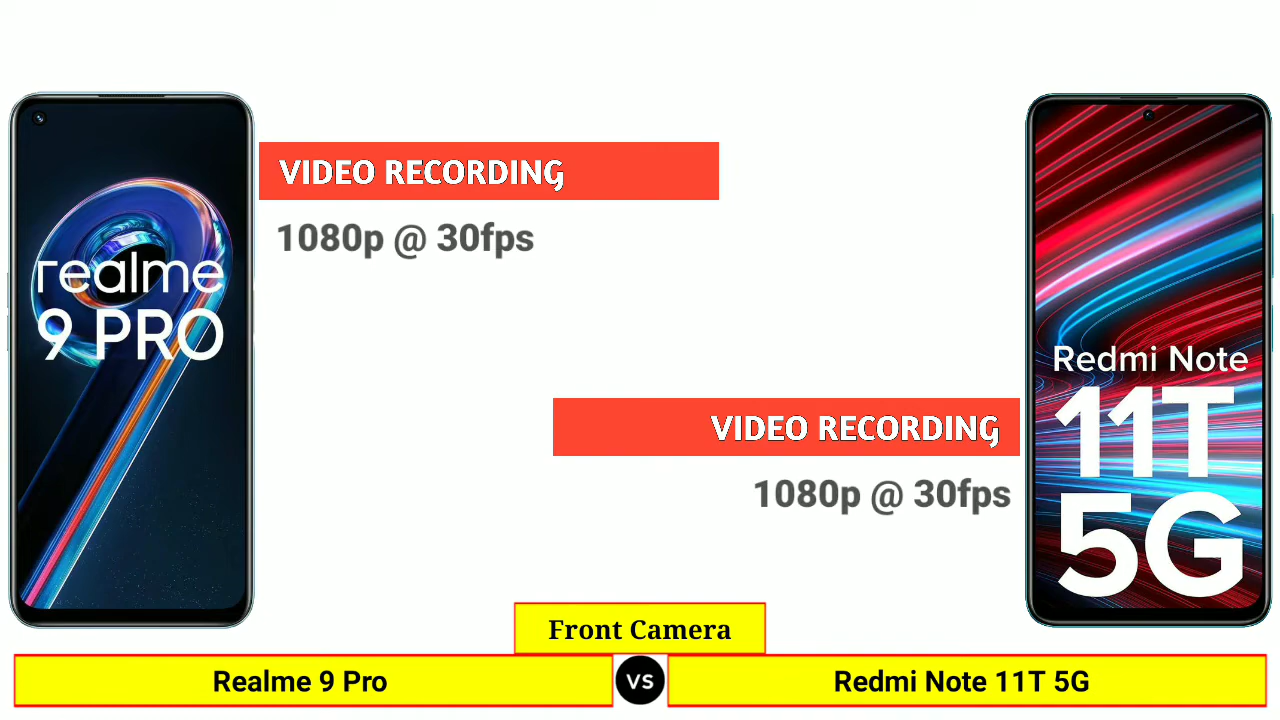 realme
9 PRO
VIDEO RECORDING
1080p @ 30fps
VIDEO RECORDING
1080p @ 30fps
Redmi Note
11T
5G
Front Camera
Realme 9 Pro
VS
Redmi Note 11T 5G